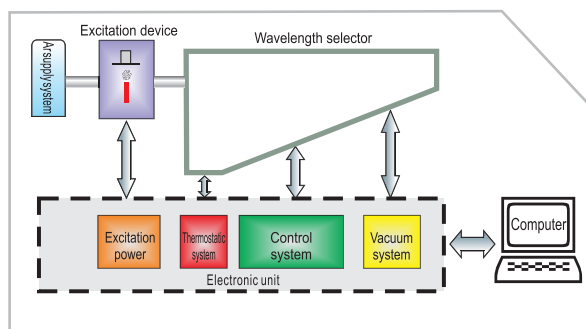 Excitation device
Wavelength selector
Ar supply system
Excitation
power
Thermostatic
system
Control
system
Vacuum
system
Electronic unit
Computer